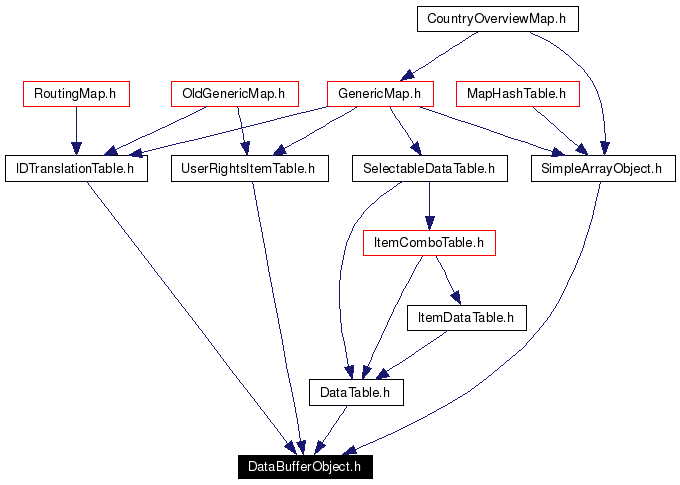 CountryOverviewMap.h
RoutingMap.h
OldGenericMap.h
GenericMap.h
MapHashTable.h
IDTranslationTable.h
UserRightsItemTable.h
SelectableDataTable.h
SimpleArrayObject.h
ItemComboTable.h
ItemDataTable.h
DataTable.h
DataBufferObject.h